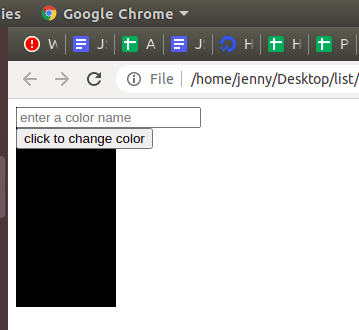 ies Google Chrome
W J A J J H H P
File /home/jenny/Desktop/list/
enter a color name
click to change color